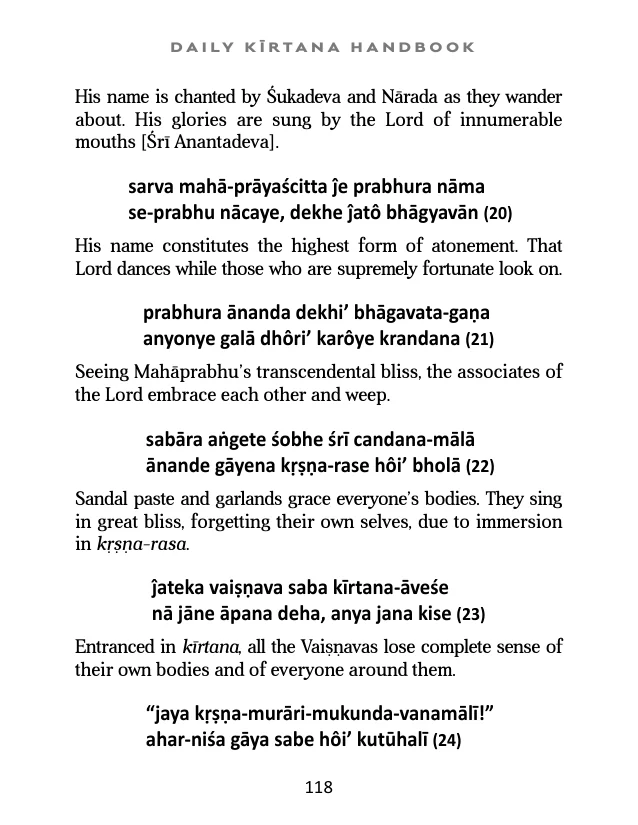 DAILY KĪRTANA HANDBOOK
His name is chanted by Śukadeva and Nārada as they wander
about. His glories are sung by the Lord of innumerable
mouths [Śrī Anantadeva].
sarva mahā-prāyaścitta ĵe prabhura nāma
se-prabhu nācaye, dekhe ĵatô bhāgyavān (20)
His name constitutes the highest form of atonement. That
Lord dances while those who are supremely fortunate look on.
prabhura ānanda dekhi’ bhāgavata-gaṇa
anyonye galā dhôri’ karôye krandana (21)
Seeing Mahāprabhu’s transcendental bliss, the associates of
the Lord embrace each other and weep.
sabāra aṅgete śobhe śrī candana-mālā
ānande gāyena kṛṣṇa-rase hôi’ bholā (22)
Sandal paste and garlands grace everyone’s bodies. They sing
in great bliss, forgetting their own selves, due to immersion
in kṛṣṇa-rasa.
ĵateka vaiṣṇava saba kīrtana-āveśe
nā jāne āpana deha, anya jana kise (23)
Entranced in kīrtana, all the Vaiṣṇavas lose complete sense of
their own bodies and of everyone around them.
“jaya kṛṣṇa-murāri-mukunda-vanamālī!”
ahar-niśa gāya sabe hôi’ kutūhalī (24)
118